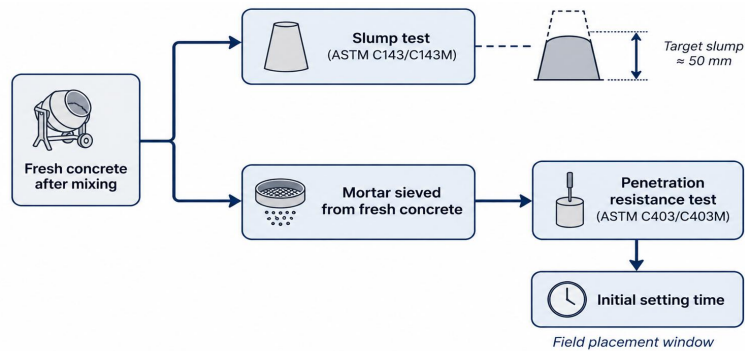 Slump test
(ASTM C143/C143M)
Target slump
≈ 50 mm
Fresh concrete
after mixing
Mortar sieved
from fresh concrete
Penetration
resistance test
(ASTM C403/C403M)
Initial setting time
Field placement window